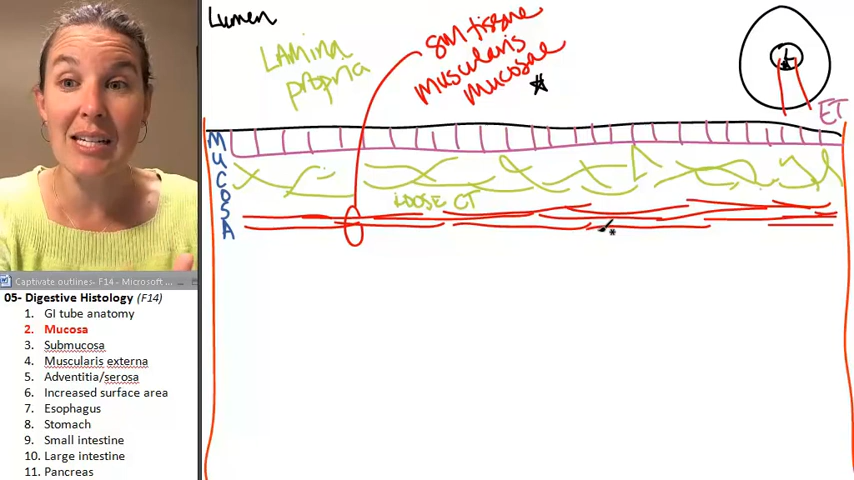 Lumen
LAMINA
propria
sm tissue
muscularis
mucosae
L
ET
MUCOSA
LOOSE CT
Captivate outlines- F14 - Microsoft ...
05- Digestive Histology (F14)
1. GI tube anatomy
2. Mucosa
3. Submucosa
4. Muscularis externa
5. Adventitia/serosa
6. Increased surface area
7. Esophagus
8. Stomach
9. Small intestine
10. Large intestine
11. Pancreas